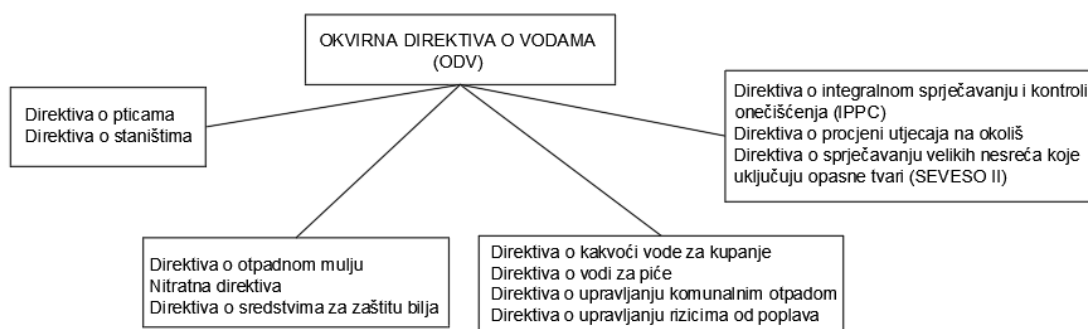 OKVIRNA DIREKTIVA O VODAMA
(ODV)
Direktiva o pticama
Direktiva o staništima
Direktiva o integralnom sprječavanju i kontroli
onečišćenja (IPPC)
Direktiva o procjeni utjecaja na okoliš
Direktiva o sprječavanju velikih nesreća koje
uključuju opasne tvari (SEVESO II)
Direktiva o otpadnom mulju
Nitratna direktiva
Direktiva o sredstvima za zaštitu bilja
Direktiva o kakvoći vode za kupanje
Direktiva o vodi za piće
Direktiva o upravljanju komunalnim otpadom
Direktiva o upravljanju rizicima od poplava